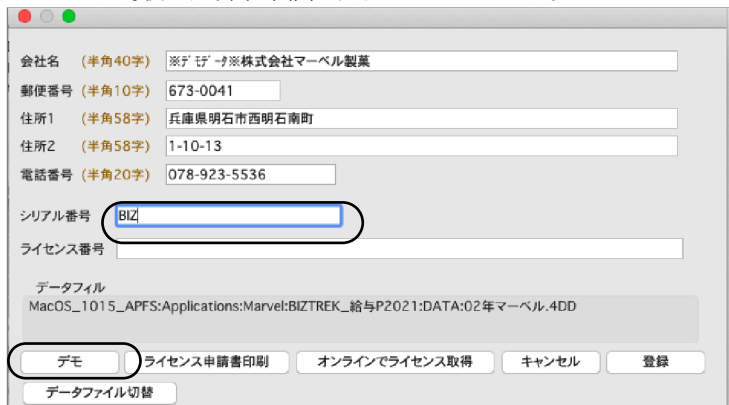 会社名 (半角40字) ※ﾃﾞﾓﾃﾞｰﾀ※株式会社マーベル製菓
郵便番号 (半角10字) 673-0041
住所1 (半角58字) 兵庫県明石市西明石南町
住所2 (半角58字) 1-10-13
電話番号 (半角20字) 078-923-5536
シリアル番号 BIZ
ライセンス番号
データフィル
MacOS_1015_APFS:Applications:Marvel:BIZTREK_給与P2021:DATA:02年マーベル.4DD
デモ ライセンス申請書印刷 オンラインでライセンス取得 キャンセル 登録
データファイル切替